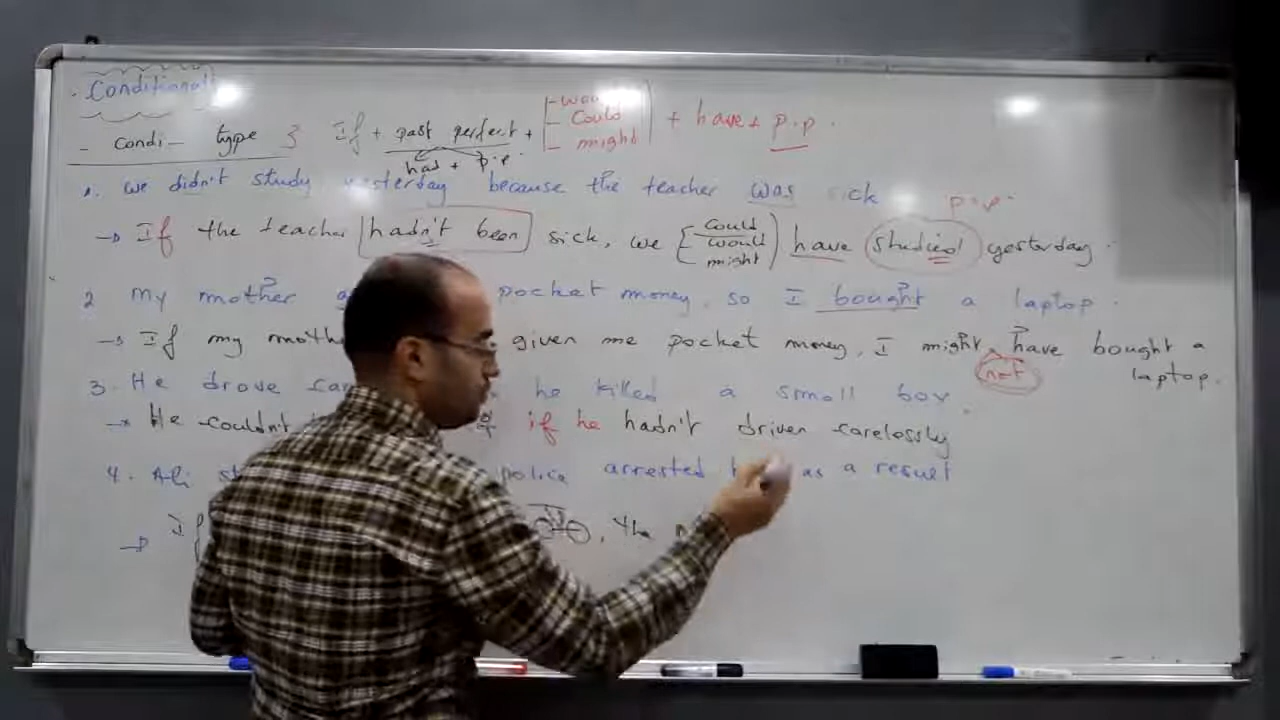 . Conditional
- Condi- type 3 If + past perfect + - would - Could - might + have + p.p.
had + p.p.
1. we didn't study yesterday because the teacher was sick
p.p.
→ If the teacher hadn't been sick, we could would might have studied yesterday.
2 My mother pocket money, so I bought a laptop.
→ If my given me pocket money, I might have bought a
not laptop.
3. He drove he killed a small boy.
→ He couldn't if he hadn't driven carelessly
4. Ali police arrested as a result
→ If , the